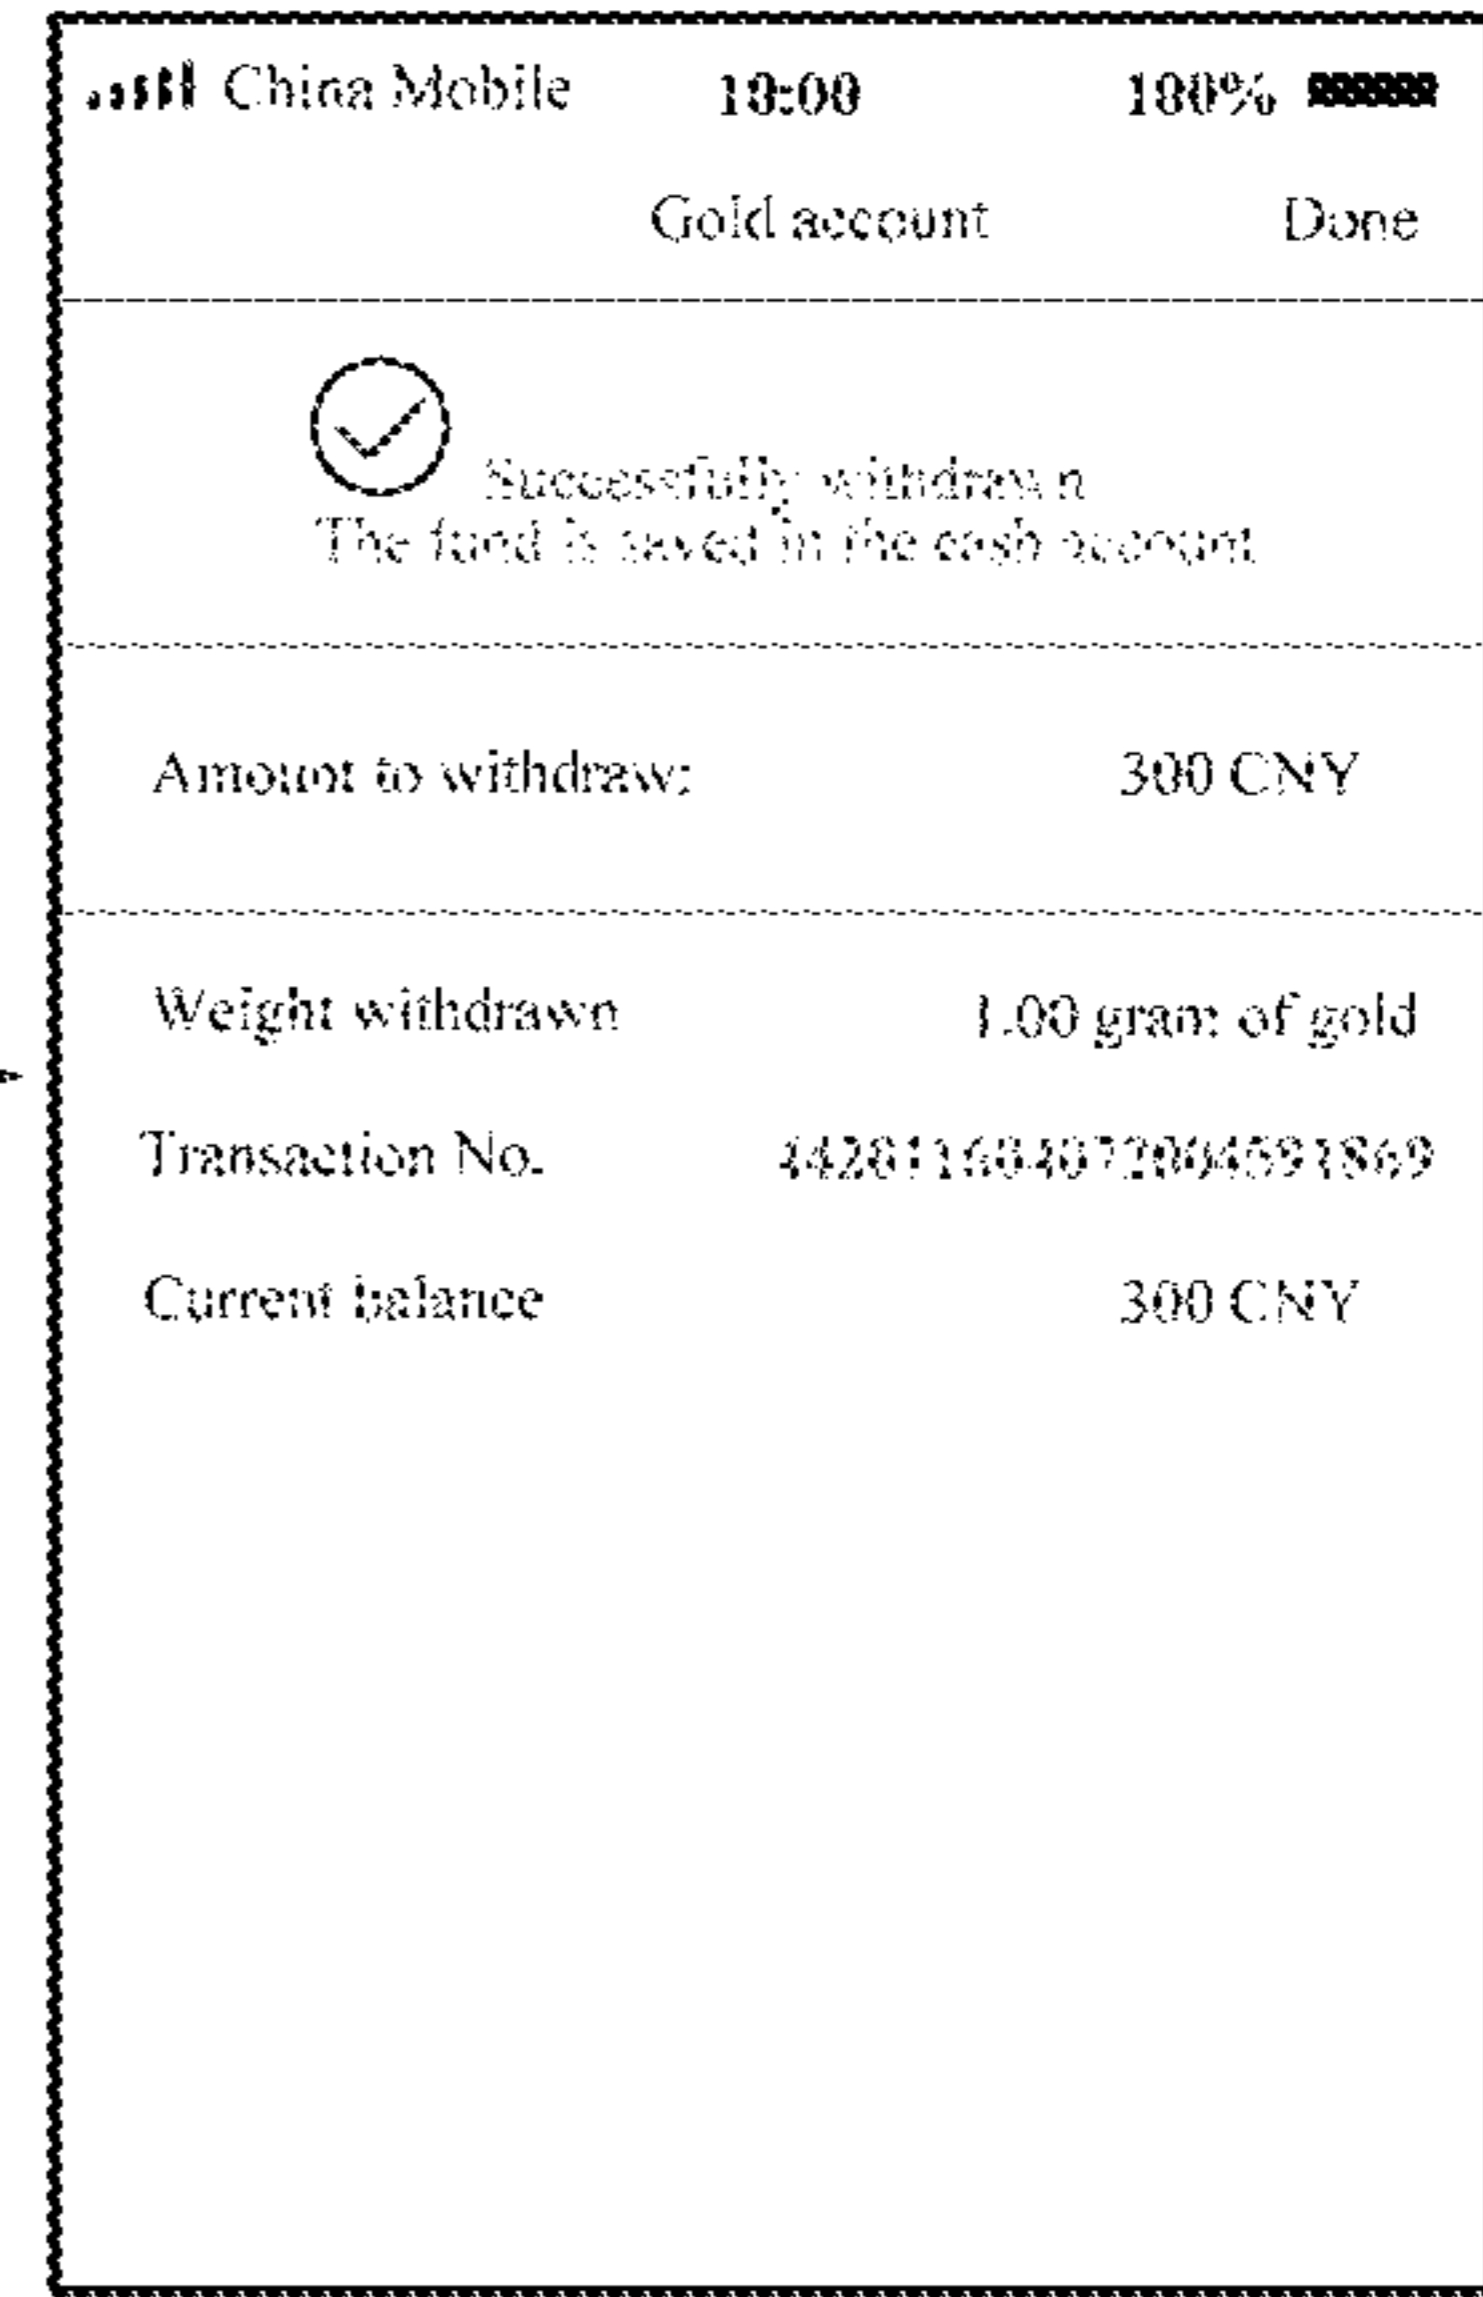 China Mobile 10:00 100%
Gold account Done
Successfully withdrawn
The fund is saved in the cash account
Amount to withdraw: 300 CNY
Weight withdrawn 1.00 gram of gold
Transaction No.
Current balance 300 CNY